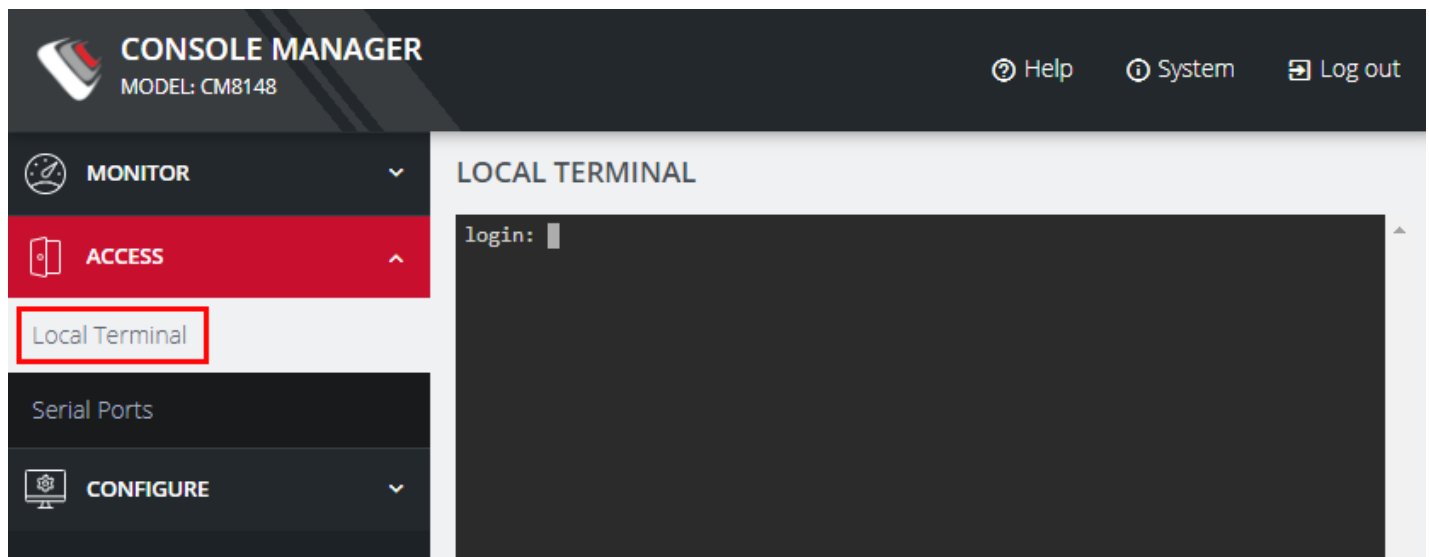 CONSOLE MANAGER
MODEL: CM8148
Help
System
Log out
MONITOR
ACCESS
Local Terminal
Serial Ports
CONFIGURE
LOCAL TERMINAL
login: